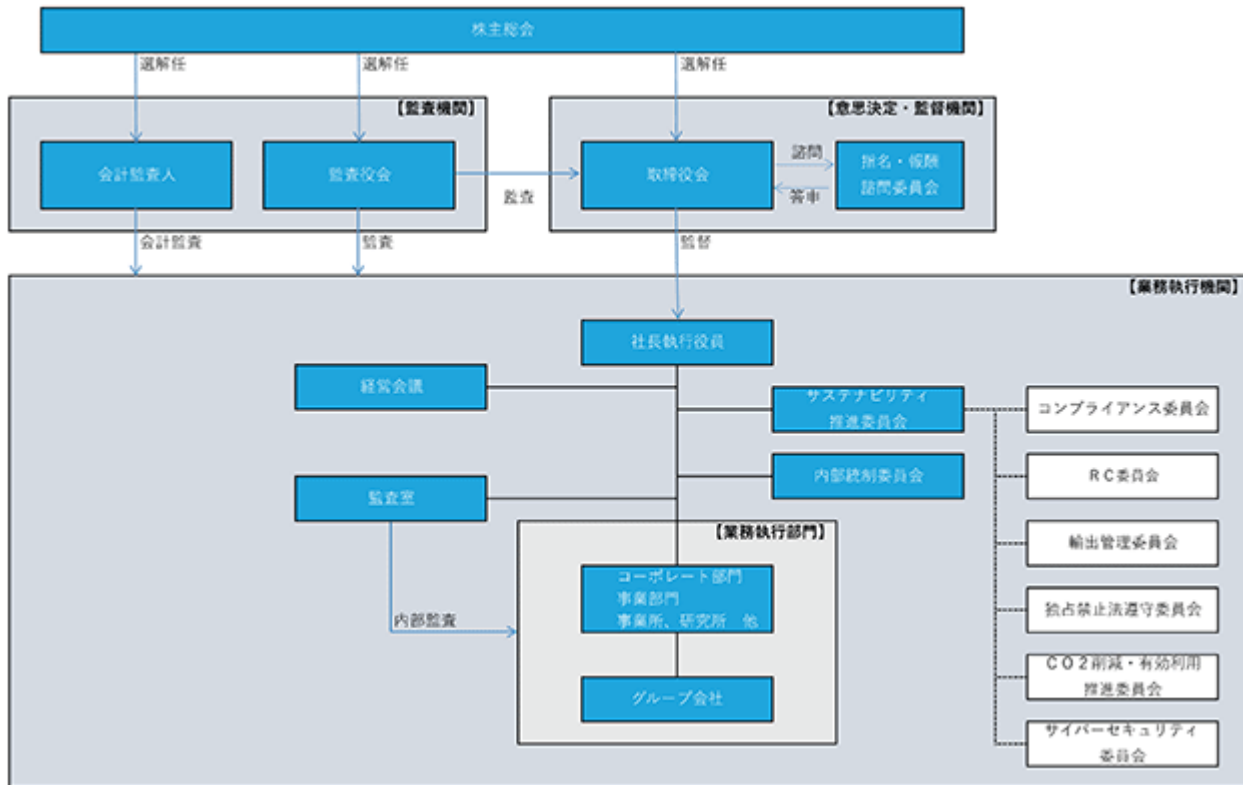 株主総会
選解任
選解任
選解任
【監査機関】
【意思決定・監督機関】
会計監査人
監査役会
監査
取締役会
諮問
答申
指名・報酬
諮問委員会
会計監査
監査
監督
【業務執行機関】
社長執行役員
経営会議
サステナビリティ
推進委員会
内部統制委員会
監査室
内部監査
【業務執行部門】
コーポレート部門
事業部門
事業所、研究所　他
グループ会社
コンプライアンス委員会
ＲＣ委員会
輸出管理委員会
独占禁止法遵守委員会
ＣＯ２削減・有効利用
推進委員会
サイバーセキュリティ
委員会